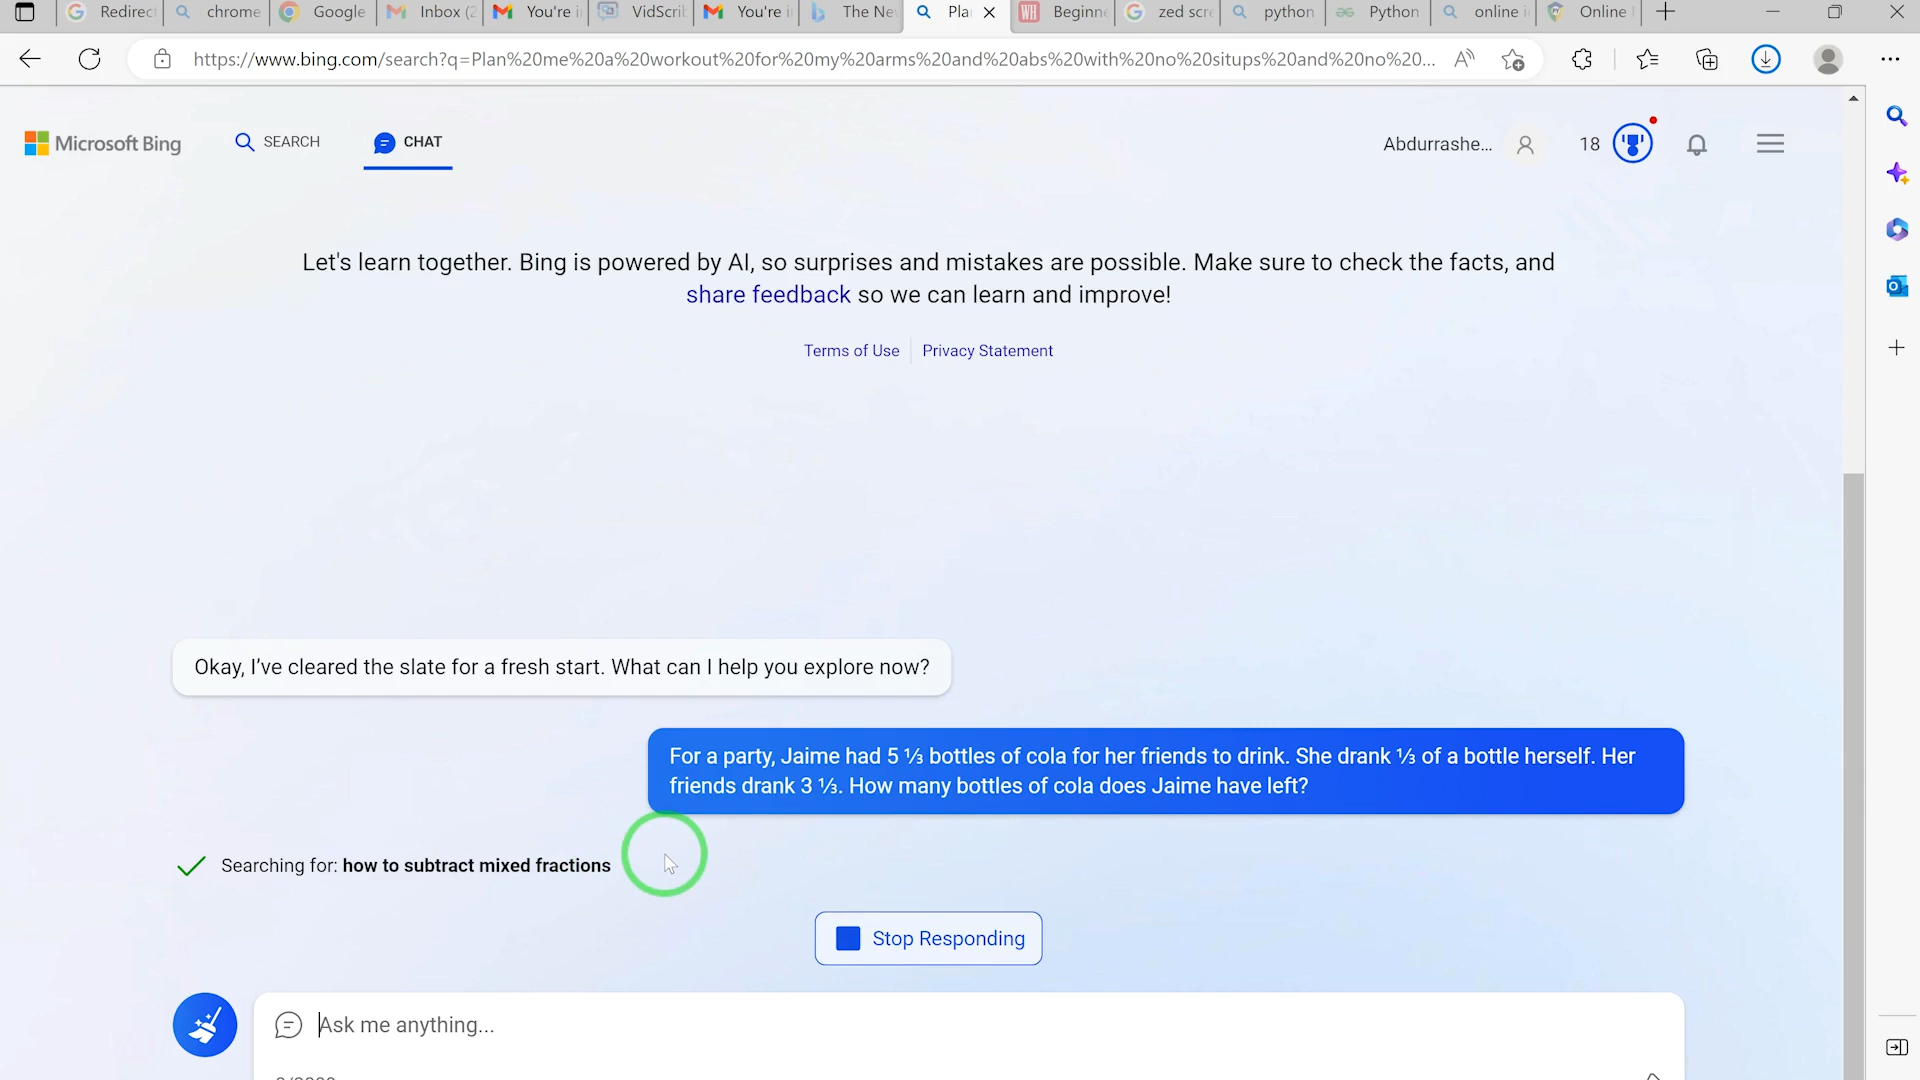 Redirect
chrome
Google
Inbox (2
You're i
VidScrib
You're i
The Ne
Pla
Beginne
zed scre
python
Python
online i
Online
https://www.bing.com/search?q=Plan%20me%20a%20workout%20for%20my%20arms%20and%20abs%20with%20no%20situps%20and%20no%20...
Microsoft Bing
SEARCH
CHAT
Abdurrashe...
18
Let's learn together. Bing is powered by AI, so surprises and mistakes are possible. Make sure to check the facts, and
share feedback so we can learn and improve!
Terms of Use
Privacy Statement
Okay, I've cleared the slate for a fresh start. What can I help you explore now?
For a party, Jaime had 5 ⅓ bottles of cola for her friends to drink. She drank ⅓ of a bottle herself. Her
friends drank 3 ⅓. How many bottles of cola does Jaime have left?
Searching for: how to subtract mixed fractions
Stop Responding
Ask me anything...